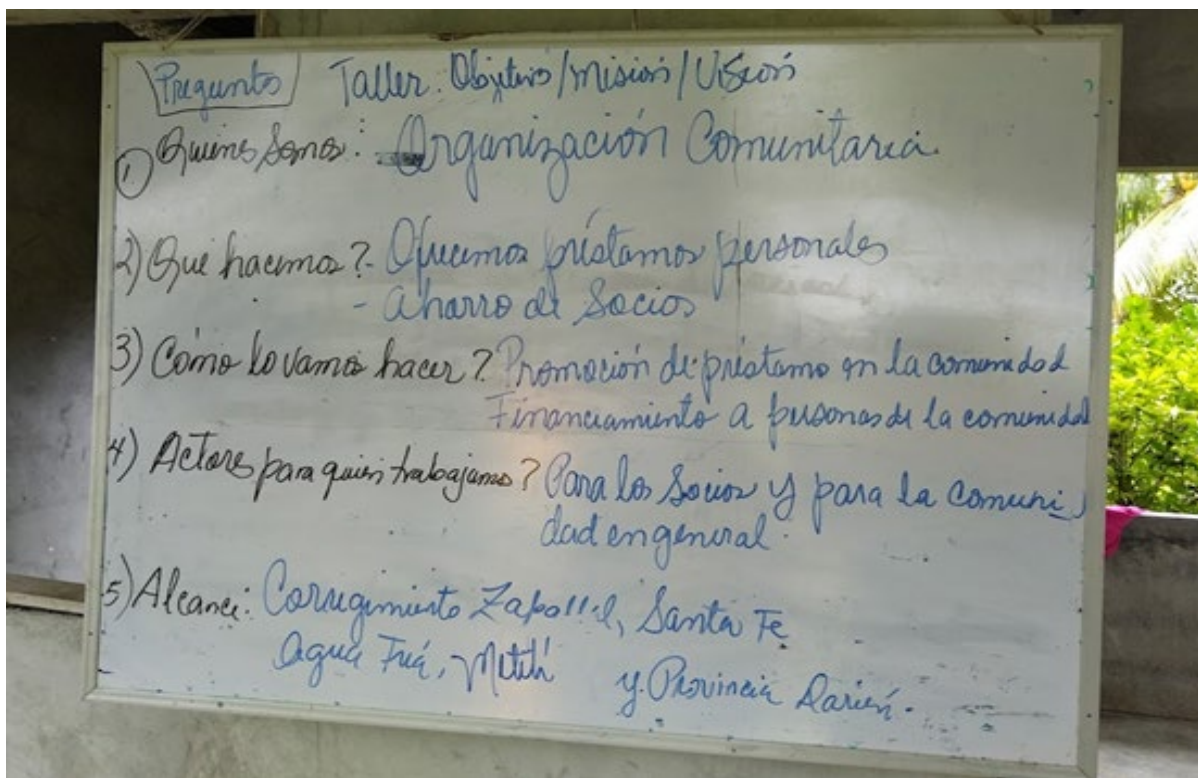 Preguntas Taller: Objetivo/Misión/Visión
1. Quienes Somos: Organización Comunitaria.
2) Que hacemos? - Ofrecemos préstamos personales
- Ahorro de Socios
3) Cómo lo vamos hacer? Promoción de préstamo en la comunidad
Financiamiento a personas de la comunidad
4) Actores para quien trabajamos? Para los Socios y para la comuni
dad en general.
5) Alcance: Corregimiento Zapallal, Santa Fe
Agua Fría, Metetí y Provincia Darién.